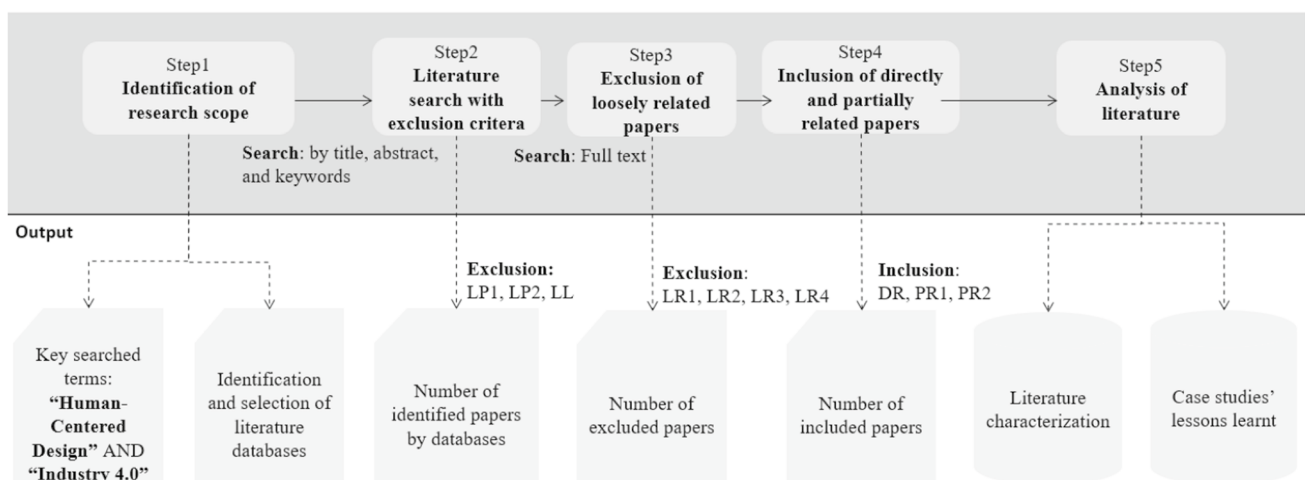 Step1
Identification of
research scope
Step2
Literature
search with
exclusion criteria
Step3
Exclusion of
loosely related
papers
Step4
Inclusion of directly
and partially
related papers
Step5
Analysis of
literature
Search: by title, abstract,
and keywords
Search: Full text
Output
Exclusion:
LP1, LP2, LL
Exclusion:
LR1, LR2, LR3, LR4
Inclusion:
DR, PR1, PR2
Key searched
terms:
“Human-
Centered
Design” AND
“Industry 4.0”
Identification
and selection of
literature
databases
Number of
identified papers
by databases
Number of
excluded papers
Number of
included papers
Literature
characterization
Case studies’
lessons learnt